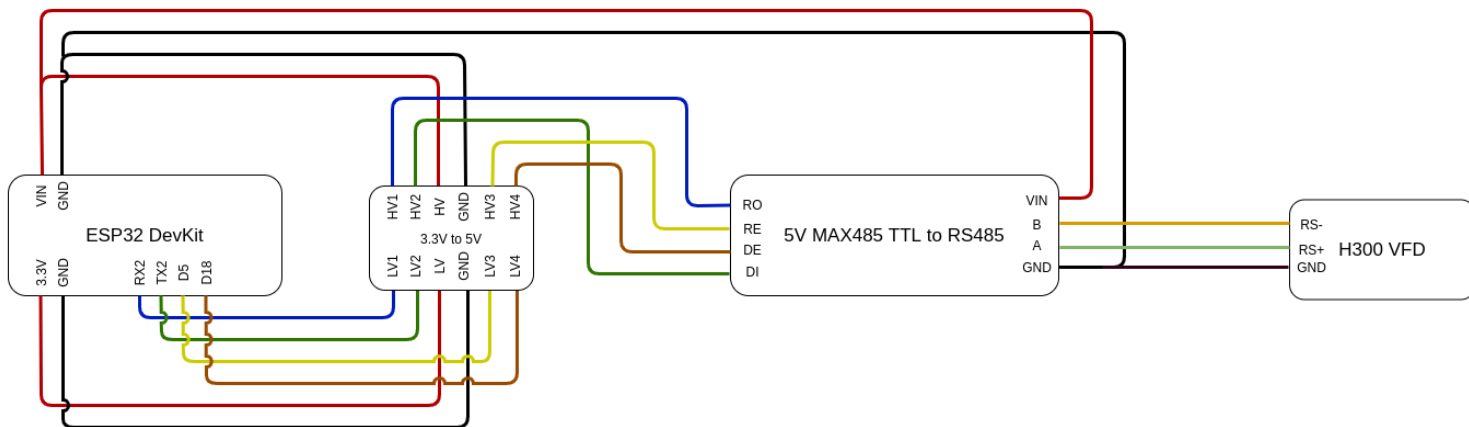 VIN
GND
ESP32 DevKit
3.3V
GND
RX2
TX2
D5
D18
HV1
HV2
HV
GND
HV3
HV4
3.3V to 5V
LV1
LV2
LV
GND
LV3
LV4
RO
RE
DE
DI
5V MAX485 TTL to RS485
VIN
B
A
GND
RS-
RS+
GND
H300 VFD